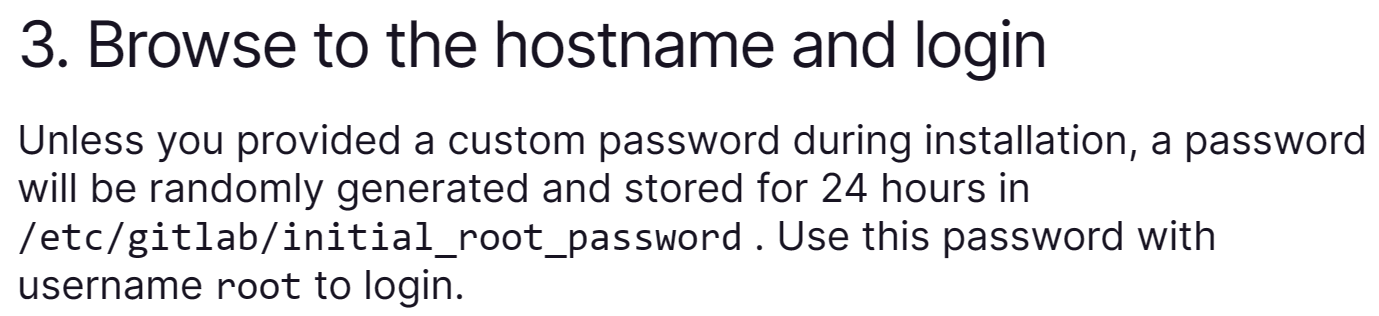 3. Browse to the hostname and login
Unless you provided a custom password during installation, a password
will be randomly generated and stored for 24 hours in
/etc/gitlab/initial_root_password . Use this password with
username root to login.